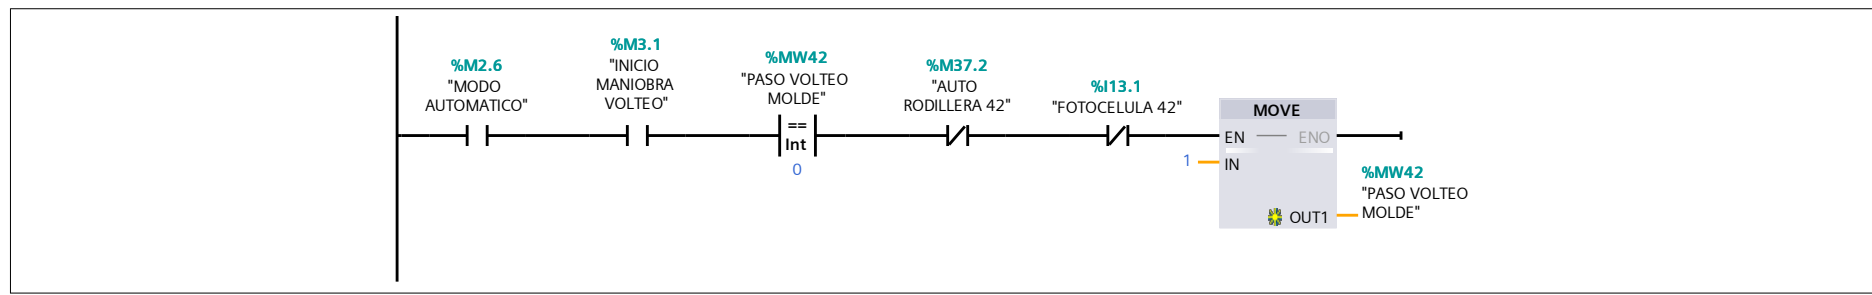 %M2.6
"MODO
AUTOMATICO"
%M3.1
"INICIO
MANIOBRA
VOLTEO"
%MW42
"PASO VOLTEO
MOLDE"
==
Int
0
%M37.2
"AUTO
RODILLERA 42"
%I13.1
"FOTOCELULA 42"
MOVE
EN
ENO
1
IN
OUT1
%MW42
"PASO VOLTEO
MOLDE"